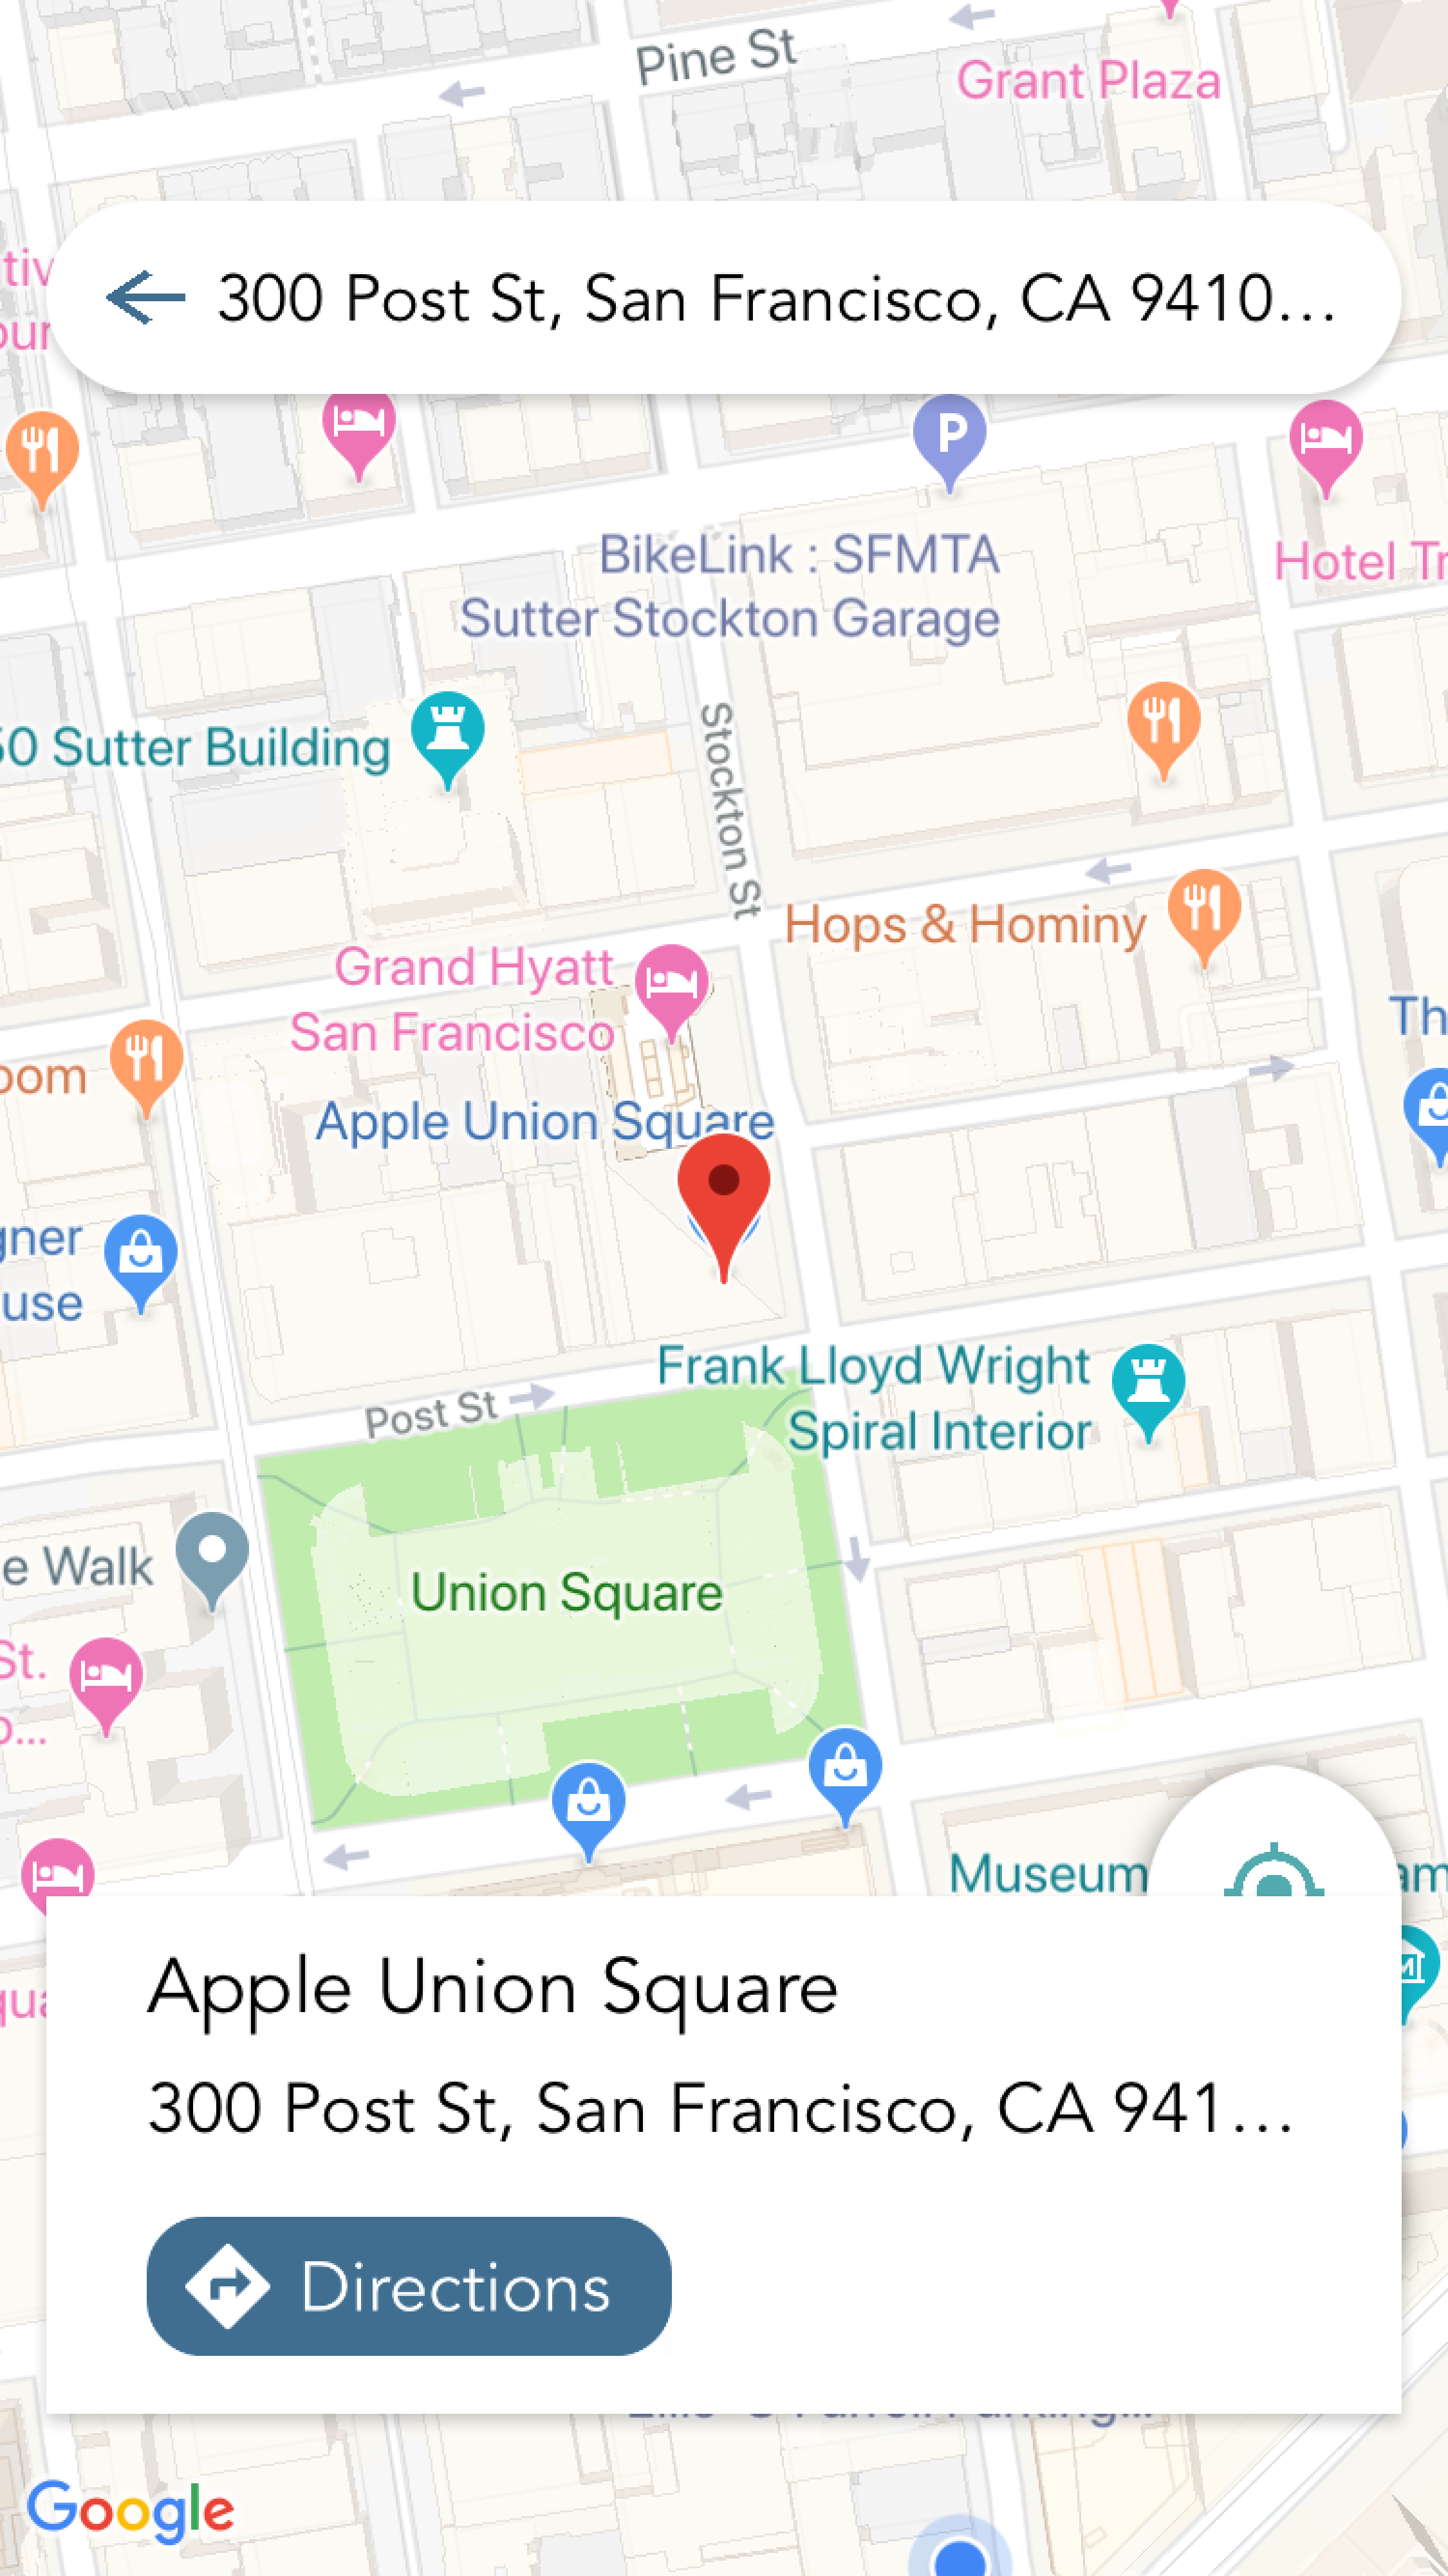 Pine St
Grant Plaza
300 Post St, San Francisco, CA 9410...
P
BikeLink : SFMTA
Sutter Stockton Garage
Hotel Tr
50 Sutter Building
Stockton St
Hops & Hominy
Grand Hyatt
San Francisco
Th
oom
Apple Union Square
gner
use
Frank Lloyd Wright
Spiral Interior
Post St
e Walk
Union Square
St.
o...
Museum
am
M
qua
Apple Union Square
300 Post St, San Francisco, CA 941...
Directions
Google